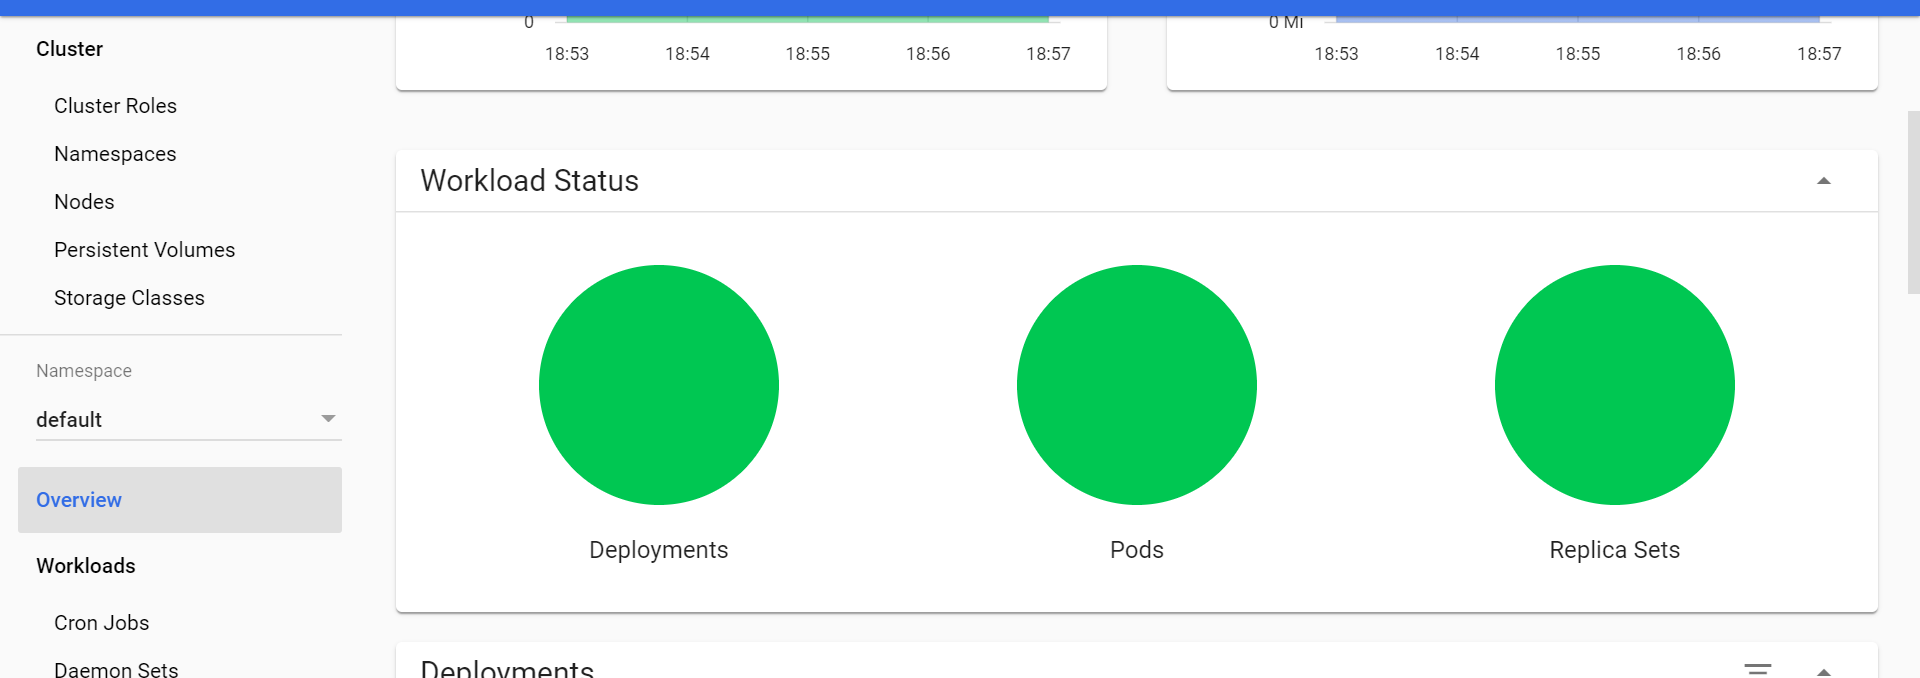 Cluster
Cluster Roles
Namespaces
Nodes
Persistent Volumes
Storage Classes
Namespace
default
Overview
Workloads
Cron Jobs
Daemon Sets
0
18:53 18:54 18:55 18:56 18:57
0 Mi
18:53 18:54 18:55 18:56 18:57
Workload Status
Deployments Pods Replica Sets
Deployments